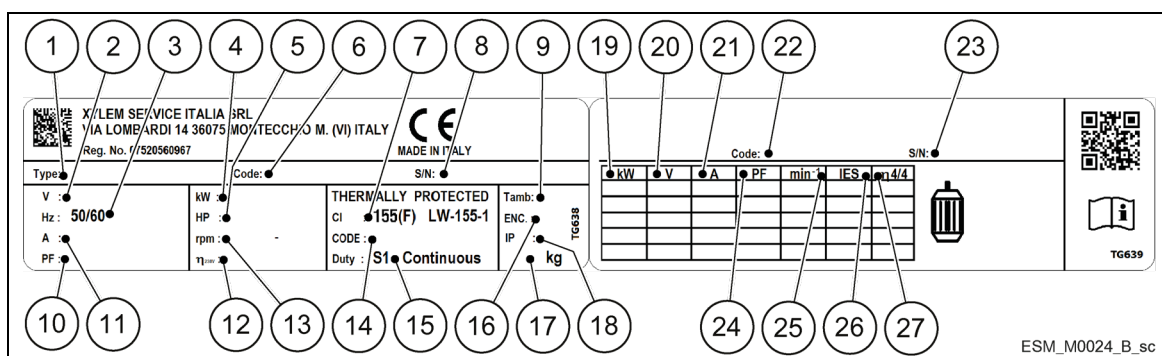 1 2 3 4 5 6 7 8 9 19 20 21 22 23
XYLEM SERVICE ITALIA SRL
VIA LOMBARDI 14 36075 MONTECCHIO M. (VI) ITALY
Reg. No. 07520560967
CE
MADE IN ITALY
Type: Code: S/N:
V :
Hz : 50/60
A :
PF :
kW :
HP :
rpm : -
η230V :
THERMALLY PROTECTED
Cl 155(F) LW-155-1
CODE :
Duty : S1 Continuous
Tamb:
ENC.
IP :
kg
TG638
Code: S/N:
kW V A PF min-1 IES η4/4
i
TG639
10 11 12 13 14 15 16 17 18 24 25 26 27
ESM_M0024_B_sc